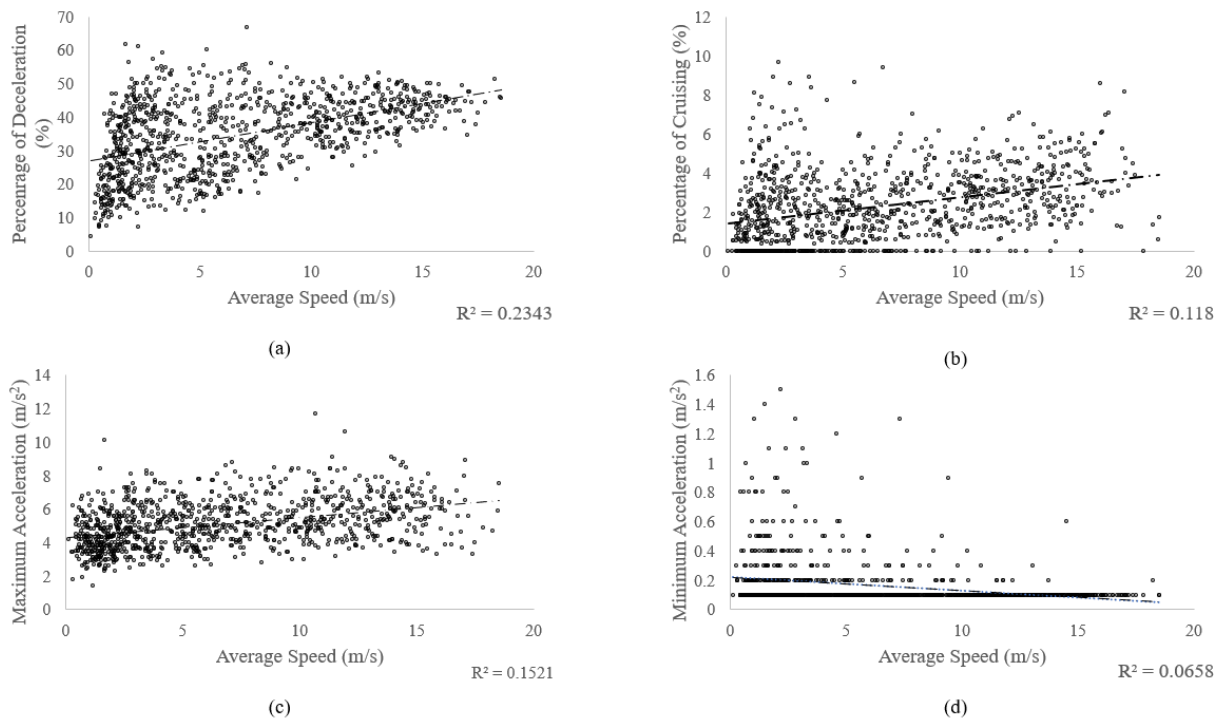 70
60
50
40
30
20
10
0
Percenrage of Deceleration
(%)
0 5 10 15 20
Average Speed (m/s)
R² = 0.2343
(a)
12
10
8
6
4
2
0
Percentage of Cruising (%)
0 5 10 15 20
Average Speed (m/s)
R² = 0.118
(b)
14
12
10
8
6
4
2
0
Maximum Acceleration (m/s²)
0 5 10 15 20
Average Speed (m/s)
R² = 0.1521
(c)
1.6
1.4
1.2
1
0.8
0.6
0.4
0.2
0
Minimum Acceleration (m/s²)
0 5 10 15 20
Average Speed (m/s)
R² = 0.0658
(d)